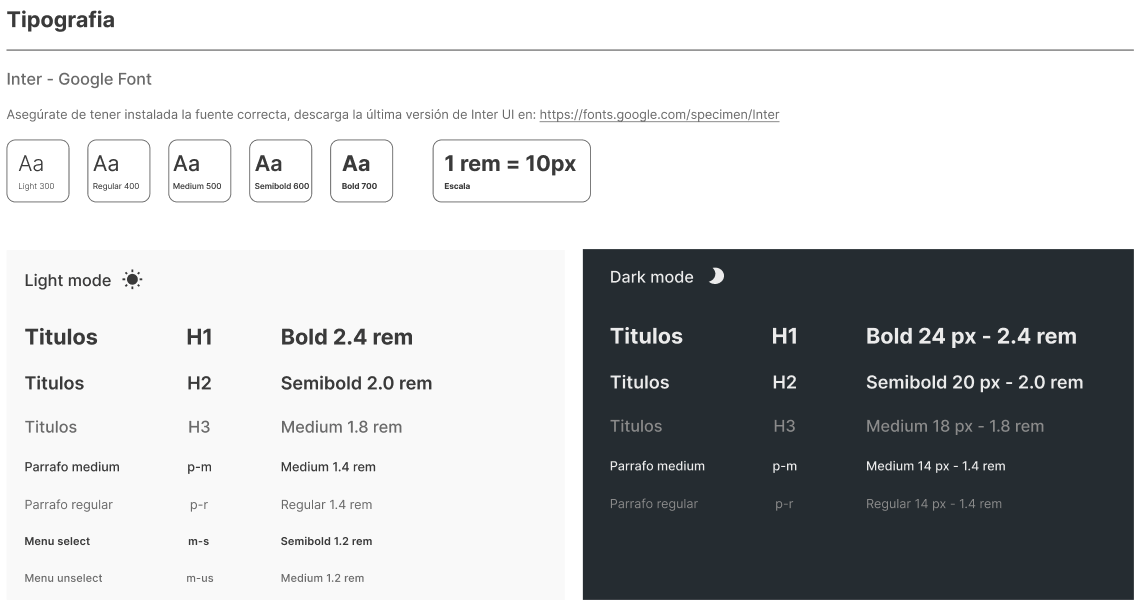 Tipografia
Inter - Google Font
Asegúrate de tener instalada la fuente correcta, descarga la última versión de Inter UI en: https://fonts.google.com/specimen/Inter
Aa Aa Aa Aa Aa 1 rem = 10px
Light 300 Regular 400 Medium 500 Semibold 600 Bold 700 Escala
Light mode
Titulos H1 Bold 2.4 rem
Titulos H2 Semibold 2.0 rem
Titulos H3 Medium 1.8 rem
Parrafo medium p-m Medium 1.4 rem
Parrafo regular p-r Regular 1.4 rem
Menu select m-s Semibold 1.2 rem
Menu unselect m-us Medium 1.2 rem
Dark mode
Titulos H1 Bold 24 px - 2.4 rem
Titulos H2 Semibold 20 px - 2.0 rem
Titulos H3 Medium 18 px - 1.8 rem
Parrafo medium p-m Medium 14 px - 1.4 rem
Parrafo regular p-r Regular 14 px - 1.4 rem